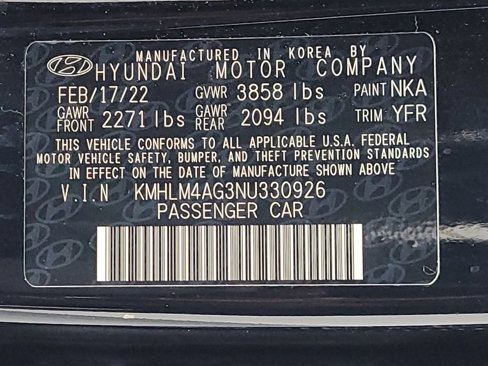 MANUFACTURED IN KOREA BY
HYUNDAI MOTOR COMPANY
FEB/17/22 GVWR 3858 lbs PAINT NKA
GAWR FRONT 2271 lbs GAWR REAR 2094 lbs TRIM YFR
THIS VEHICLE CONFORMS TO ALL APPLICABLE U.S.A. FEDERAL
MOTOR VEHICLE SAFETY, BUMPER, AND THEFT PREVENTION STANDARDS
IN EFFECT ON THE DATE OF MANUFACTURE SHOWN ABOVE
V.I.N KMHLM4AG3NU330926
PASSENGER CAR